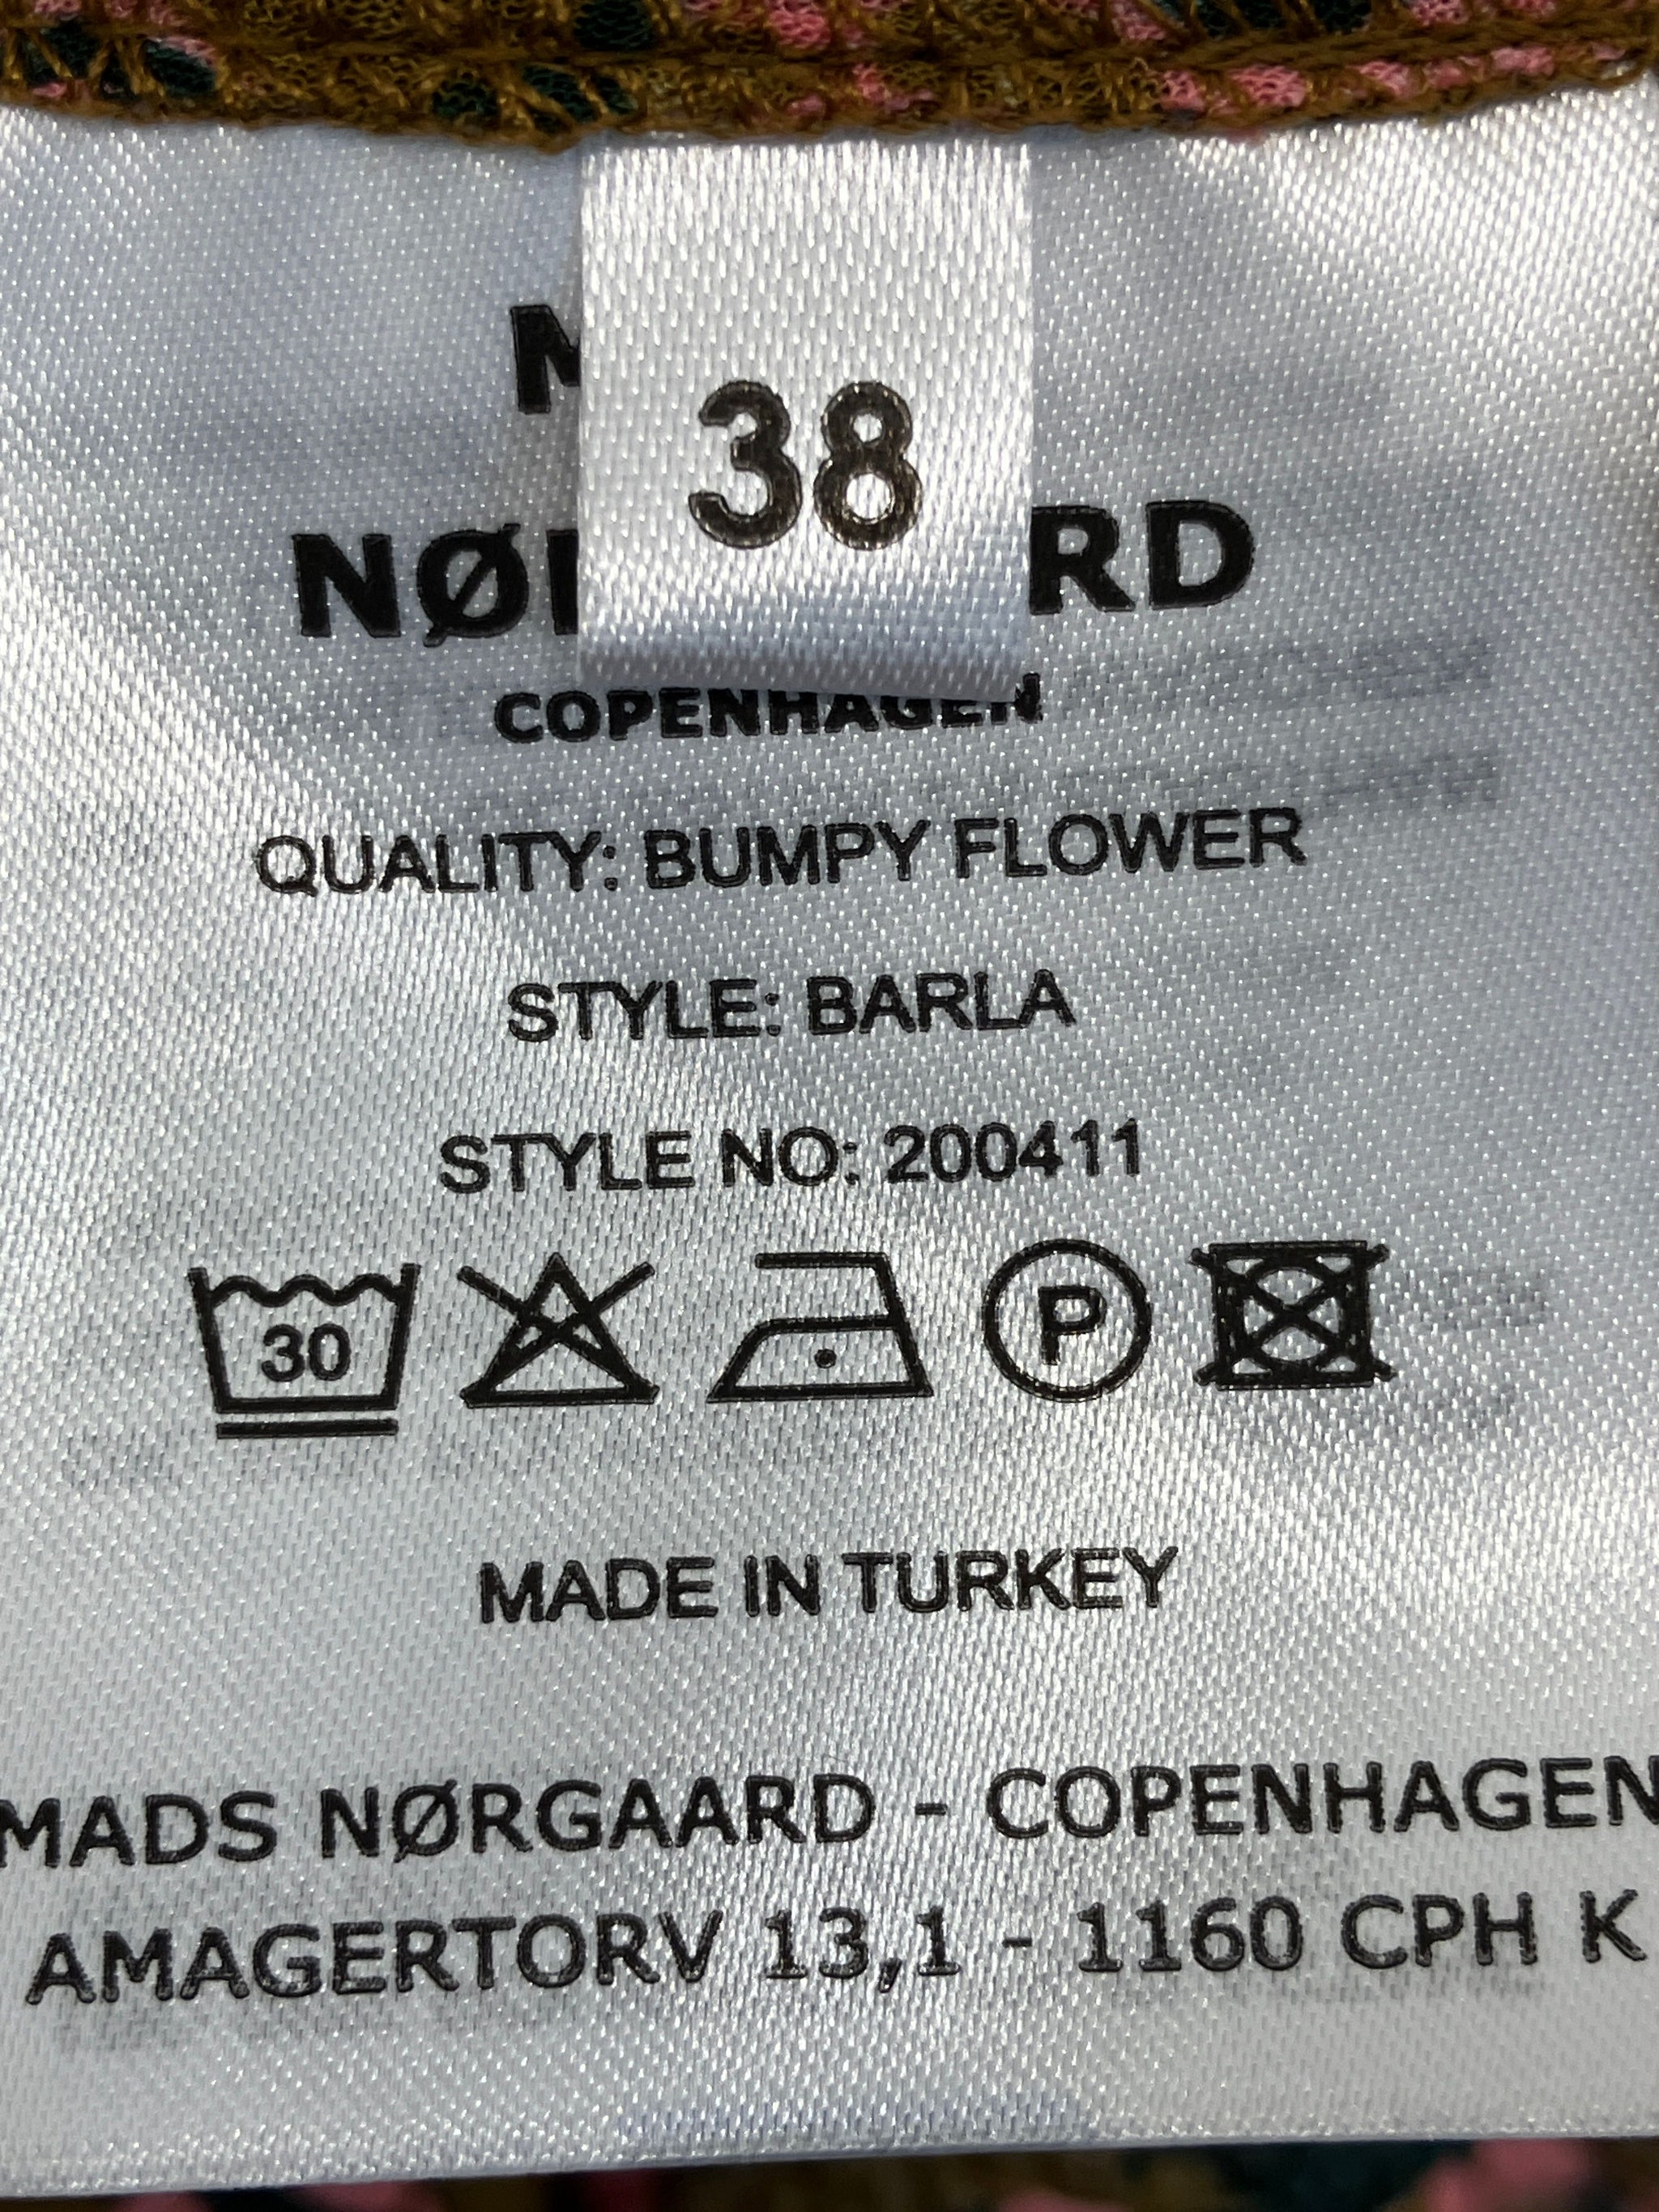 38
COPENHAGEN
QUALITY: BUMPY FLOWER
STYLE: BARLA
STYLE NO: 200411
30 P
MADE IN TURKEY
MADS NØRGAARD - COPENHAGEN
AMAGERTORV 13,1 - 1160 CPH K